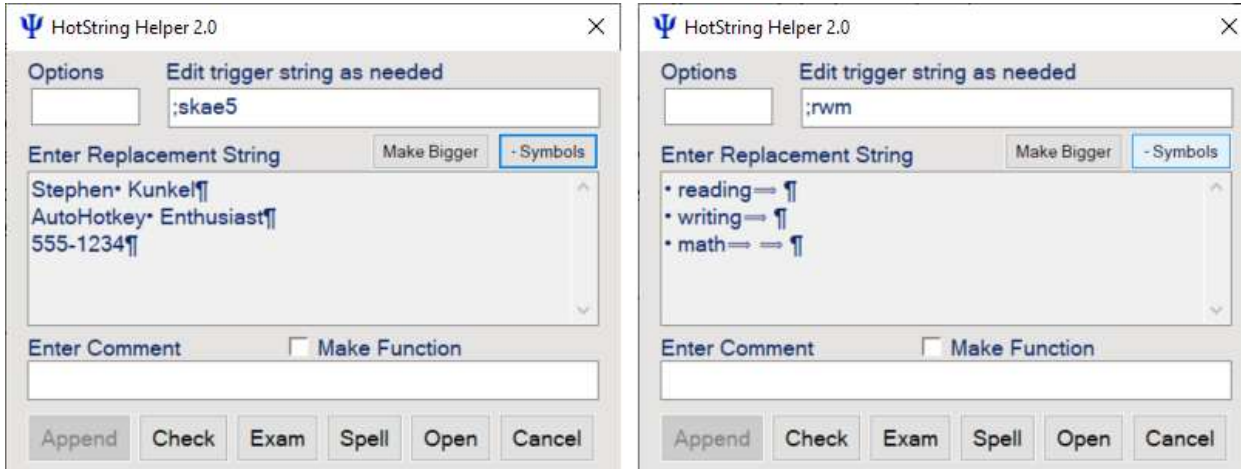 HotString Helper 2.0
Options Edit trigger string as needed
;skae5
Enter Replacement String Make Bigger - Symbols
Stephen• Kunkel¶
AutoHotkey• Enthusiast¶
555-1234¶
Enter Comment Make Function
Append Check Exam Spell Open Cancel
HotString Helper 2.0
Options Edit trigger string as needed
;rwm
Enter Replacement String Make Bigger - Symbols
• reading⟹ ¶
• writing⟹ ¶
• math⟹ ⟹ ¶
Enter Comment Make Function
Append Check Exam Spell Open Cancel